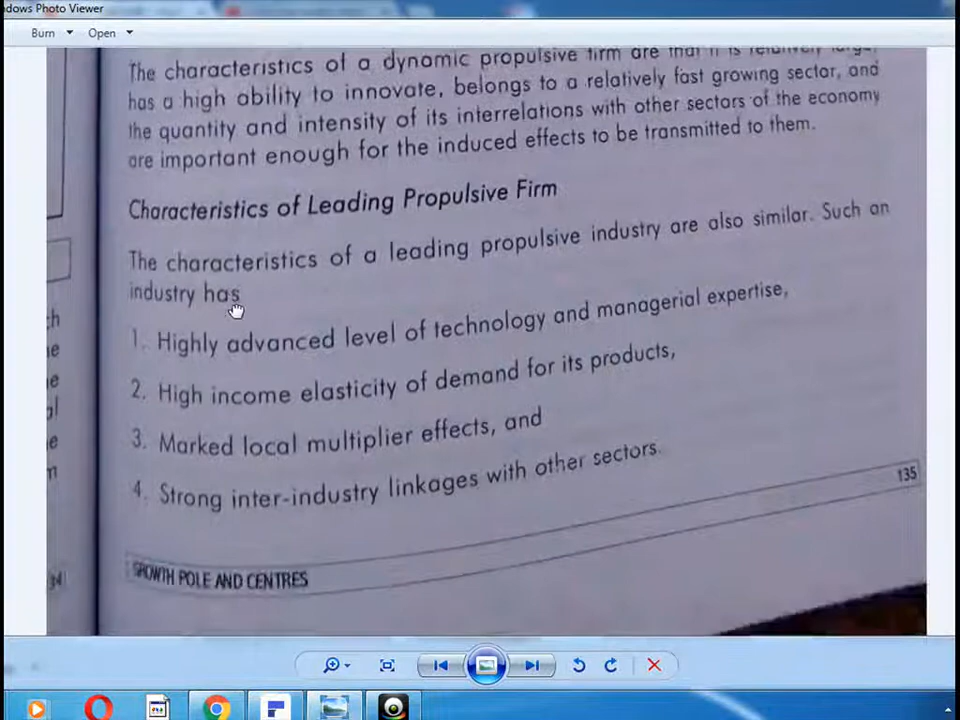 dows Photo Viewer
Burn Open
The characteristics of a dynamic propulsive firm are that it is relatively large,
has a high ability to innovate, belongs to a relatively fast growing sector, and
the quantity and intensity of its interrelations with other sectors of the economy
are important enough for the induced effects to be transmitted to them.
Characteristics of Leading Propulsive Firm
The characteristics of a leading propulsive industry are also similar. Such an
industry has
1. Highly advanced level of technology and managerial expertise,
2. High income elasticity of demand for its products,
3. Marked local multiplier effects, and
4. Strong inter-industry linkages with other sectors.
135
GROWTH POLE AND CENTRES